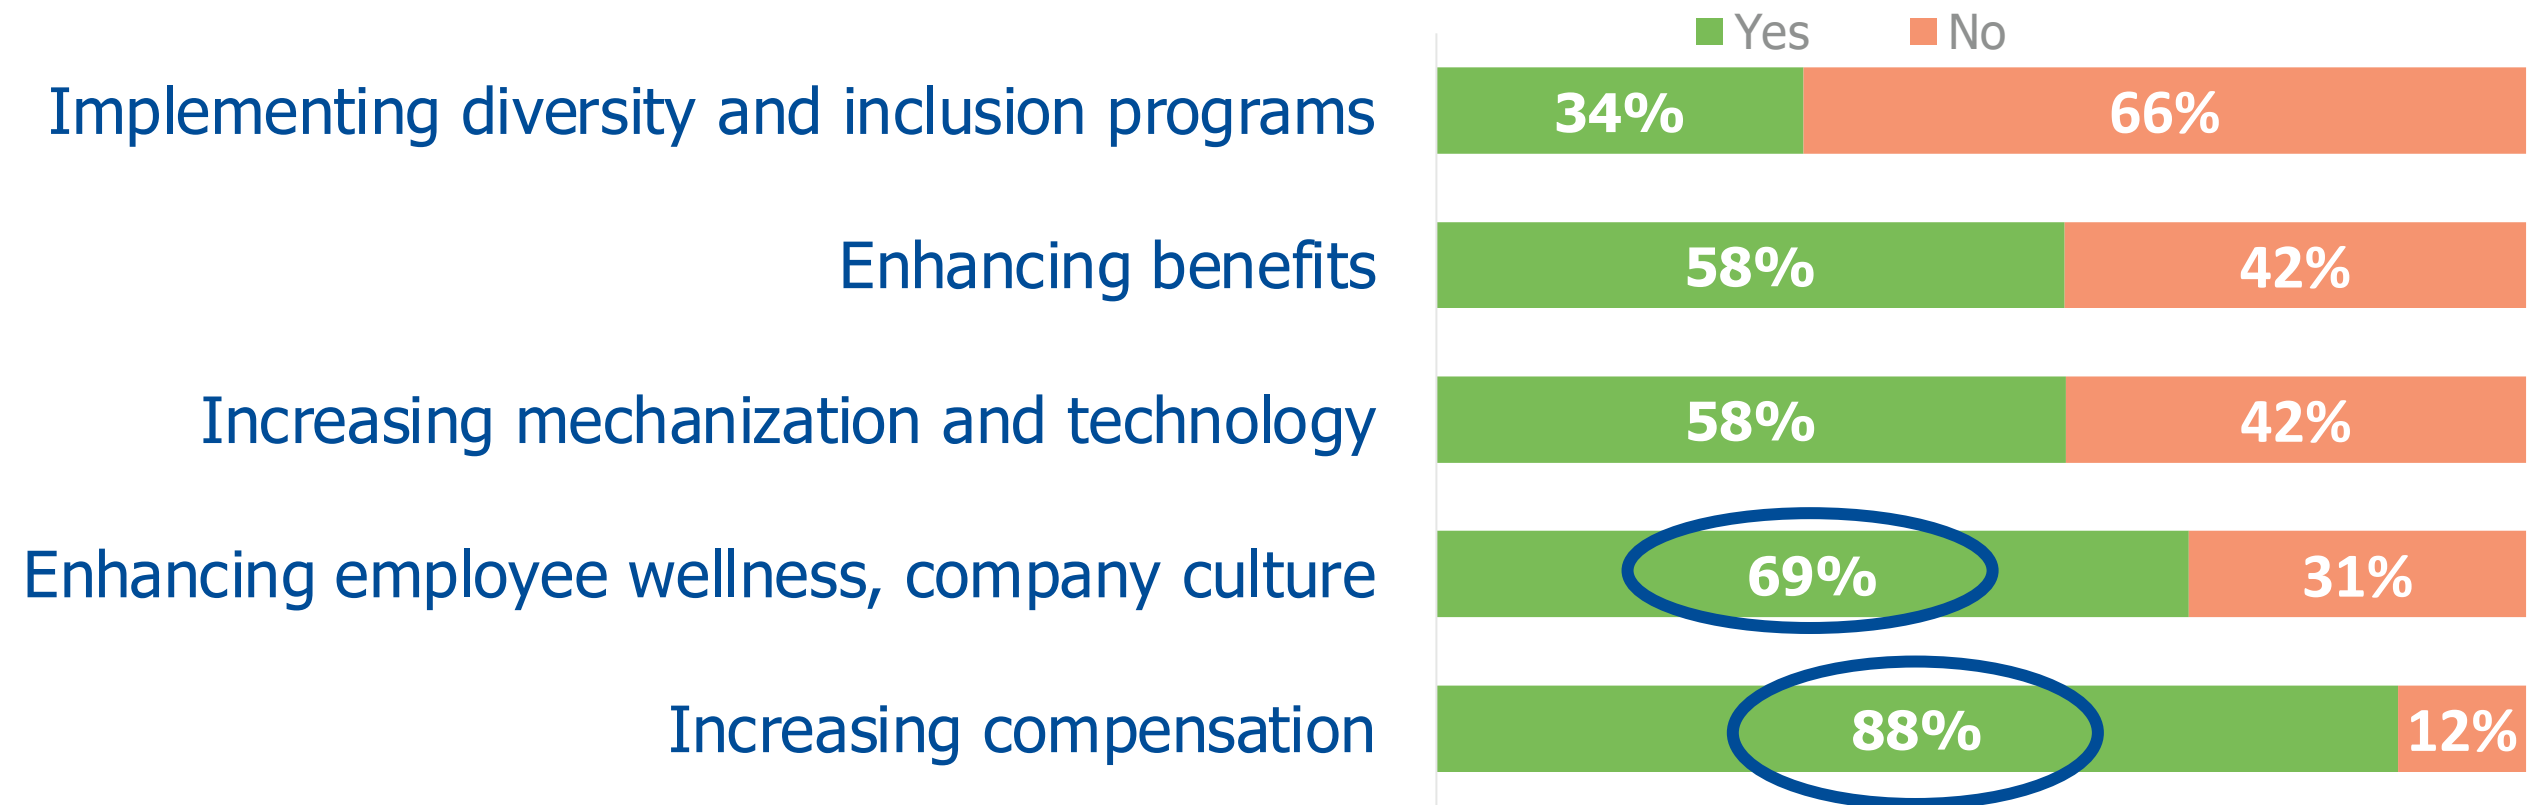 Yes No
Implementing diversity and inclusion programs 34% 66%
Enhancing benefits 58% 42%
Increasing mechanization and technology 58% 42%
Enhancing employee wellness, company culture 69% 31%
Increasing compensation 88% 12%